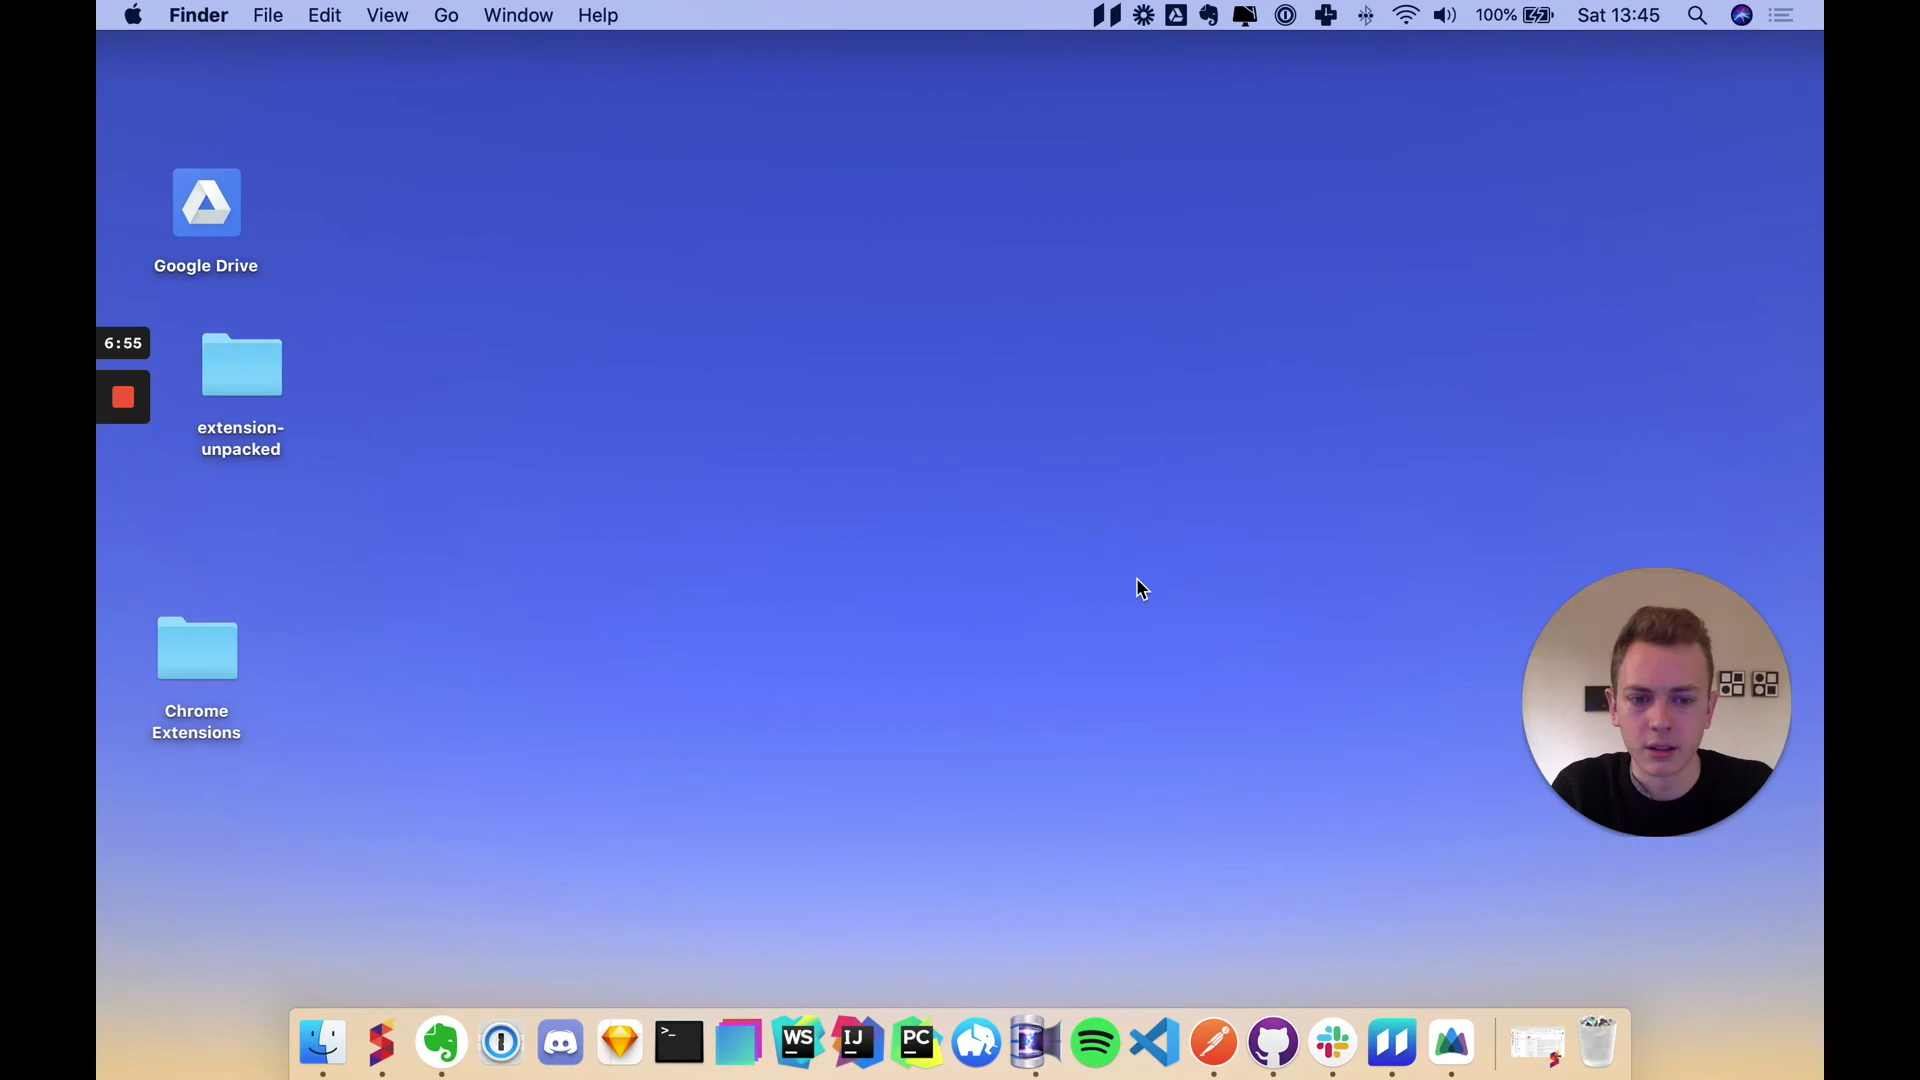 Finder File Edit View Go Window Help 100% Sat 13:45
Google Drive
6:55
extension-
unpacked
Chrome
Extensions
>_ WS IJ PC